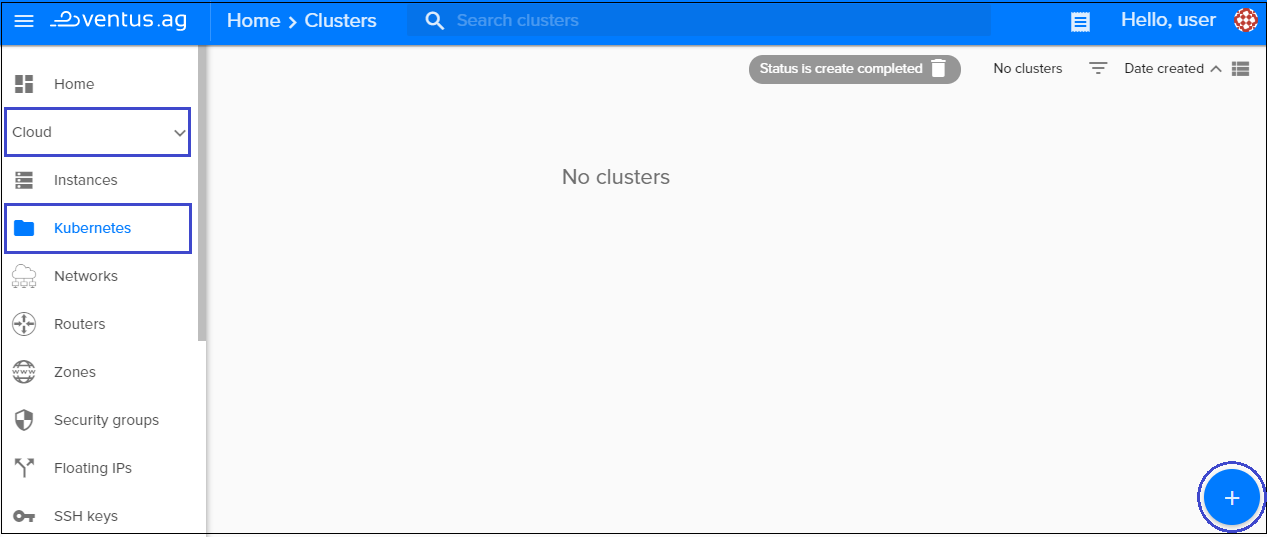 ventus.ag Home Clusters Search clusters Hello, user
Status is create completed No clusters Date created
Home
Cloud
Instances
No clusters
Kubernetes
Networks
Routers
Zones
Security groups
Floating IPs
SSH keys